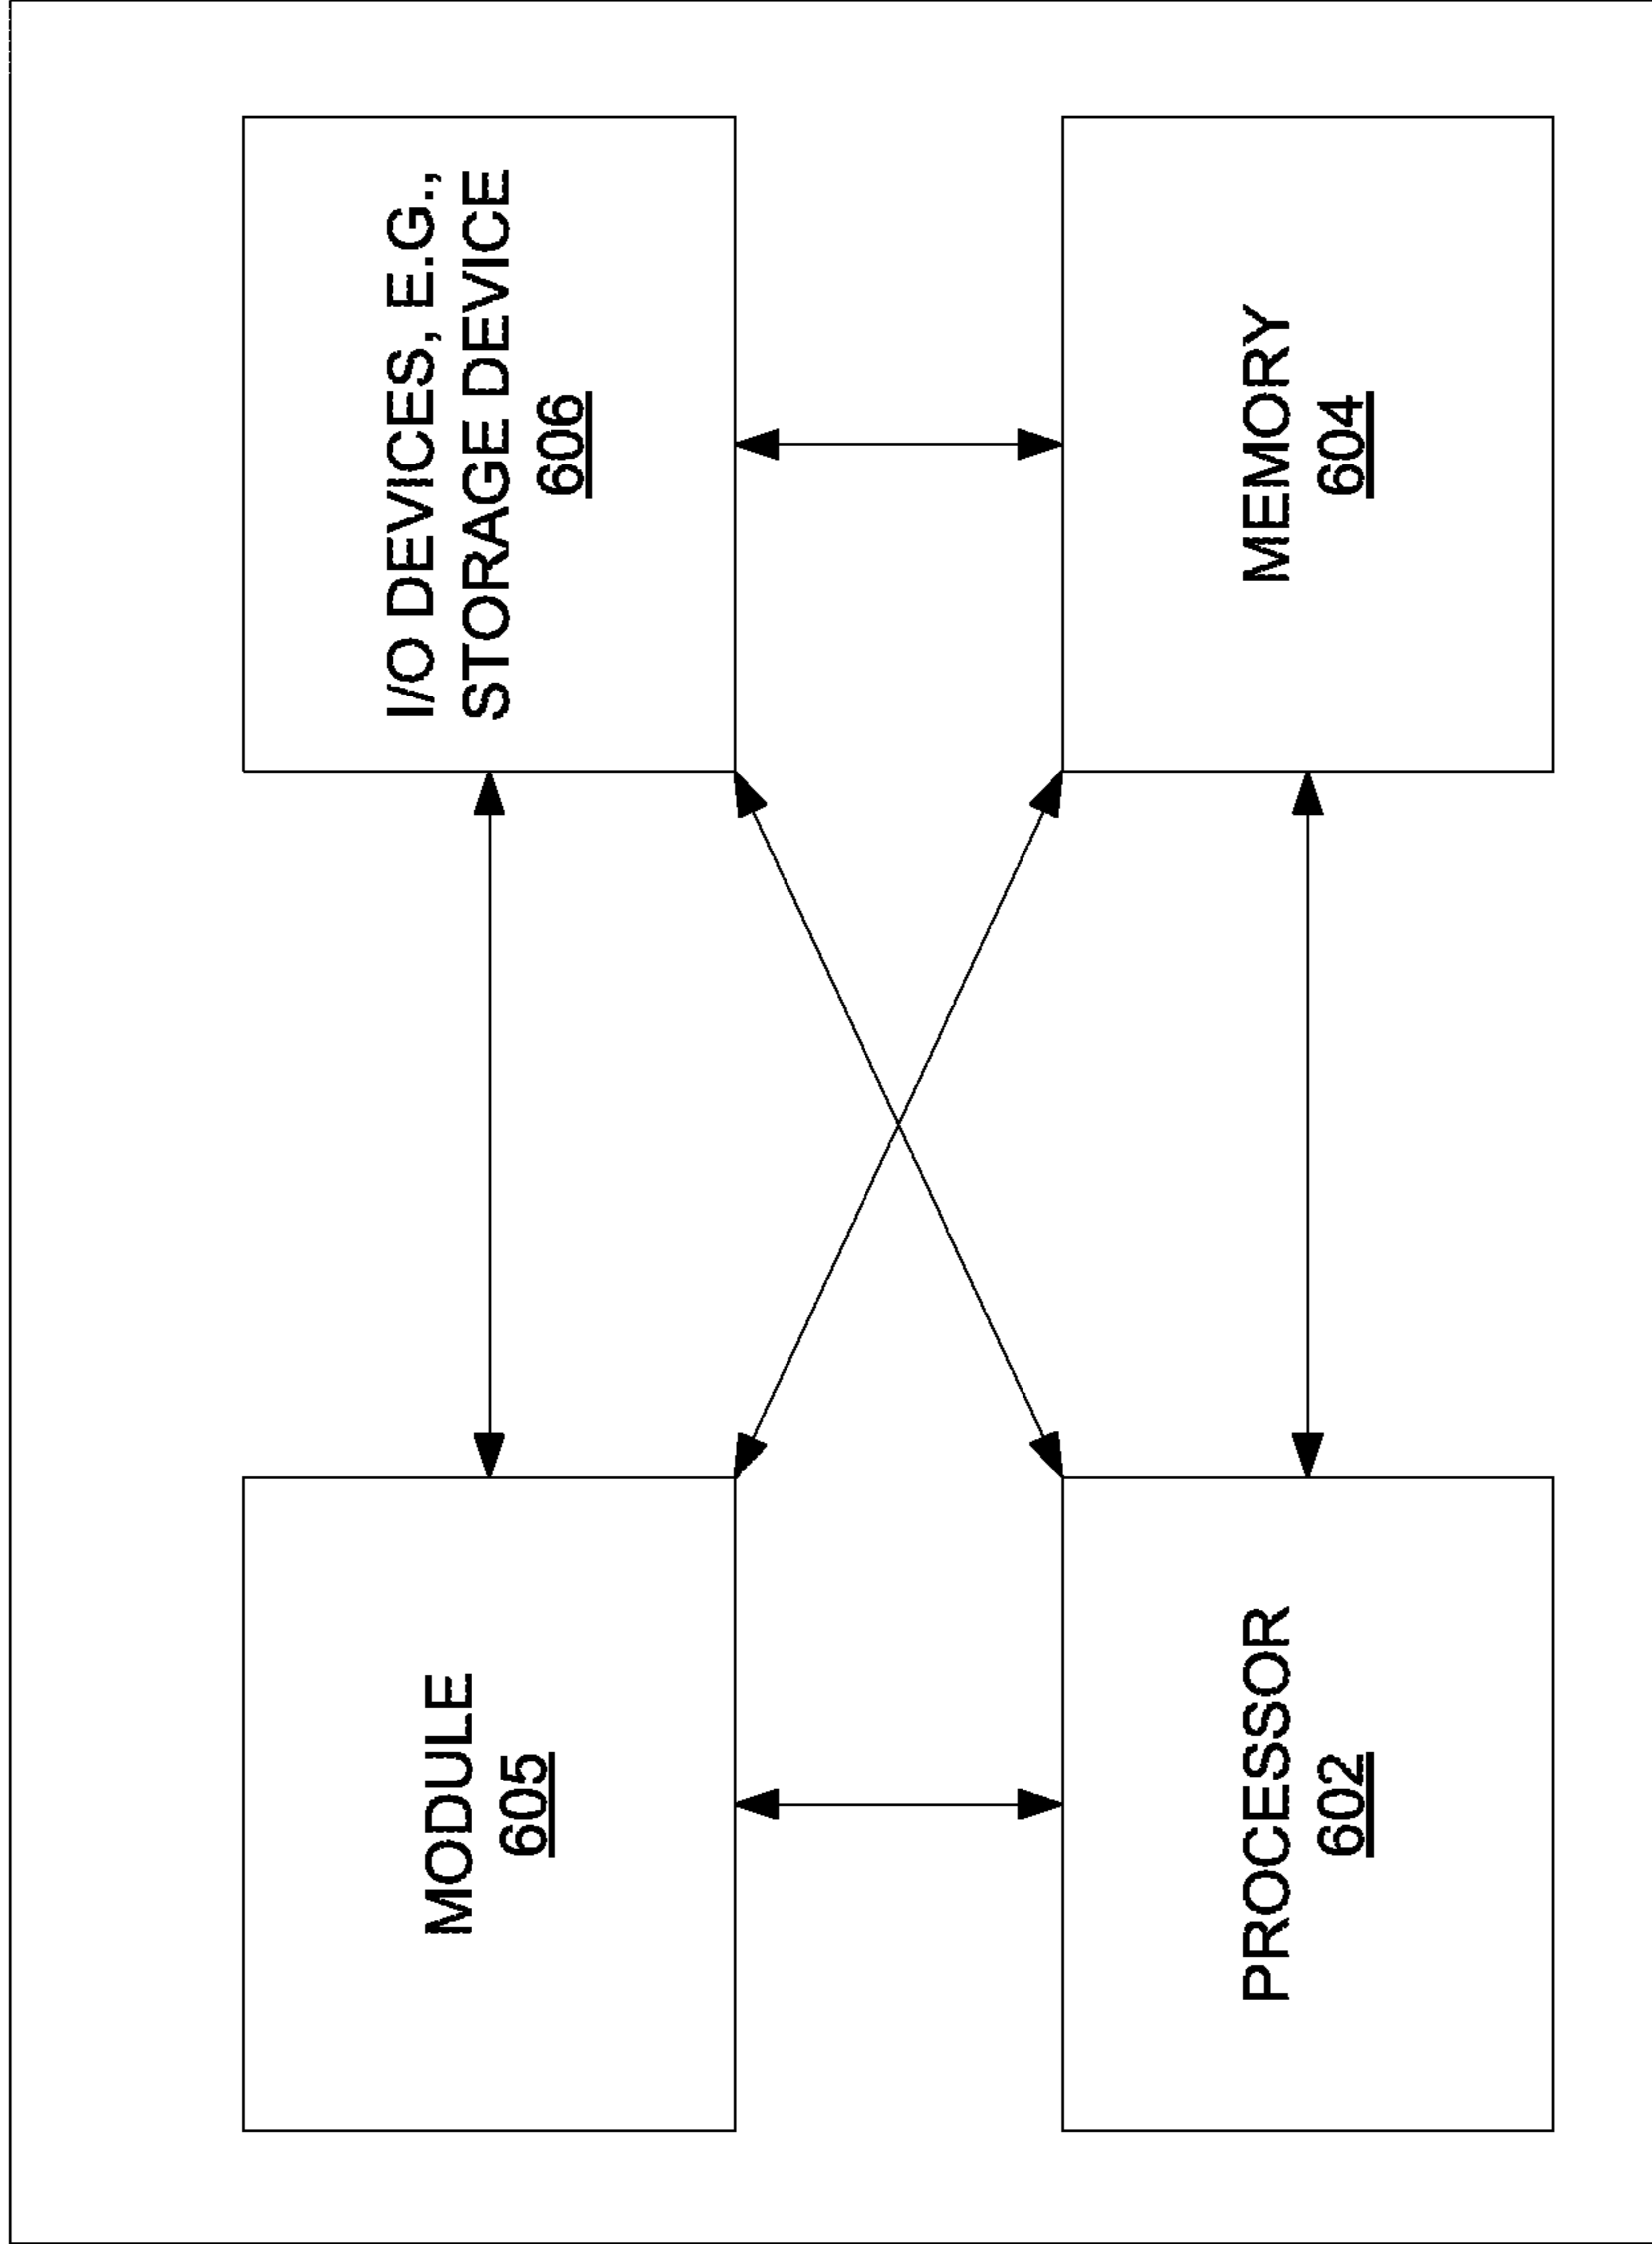 MODULE
605
I/O DEVICES, E.G.,
STORAGE DEVICE
606
PROCESSOR
602
MEMORY
604